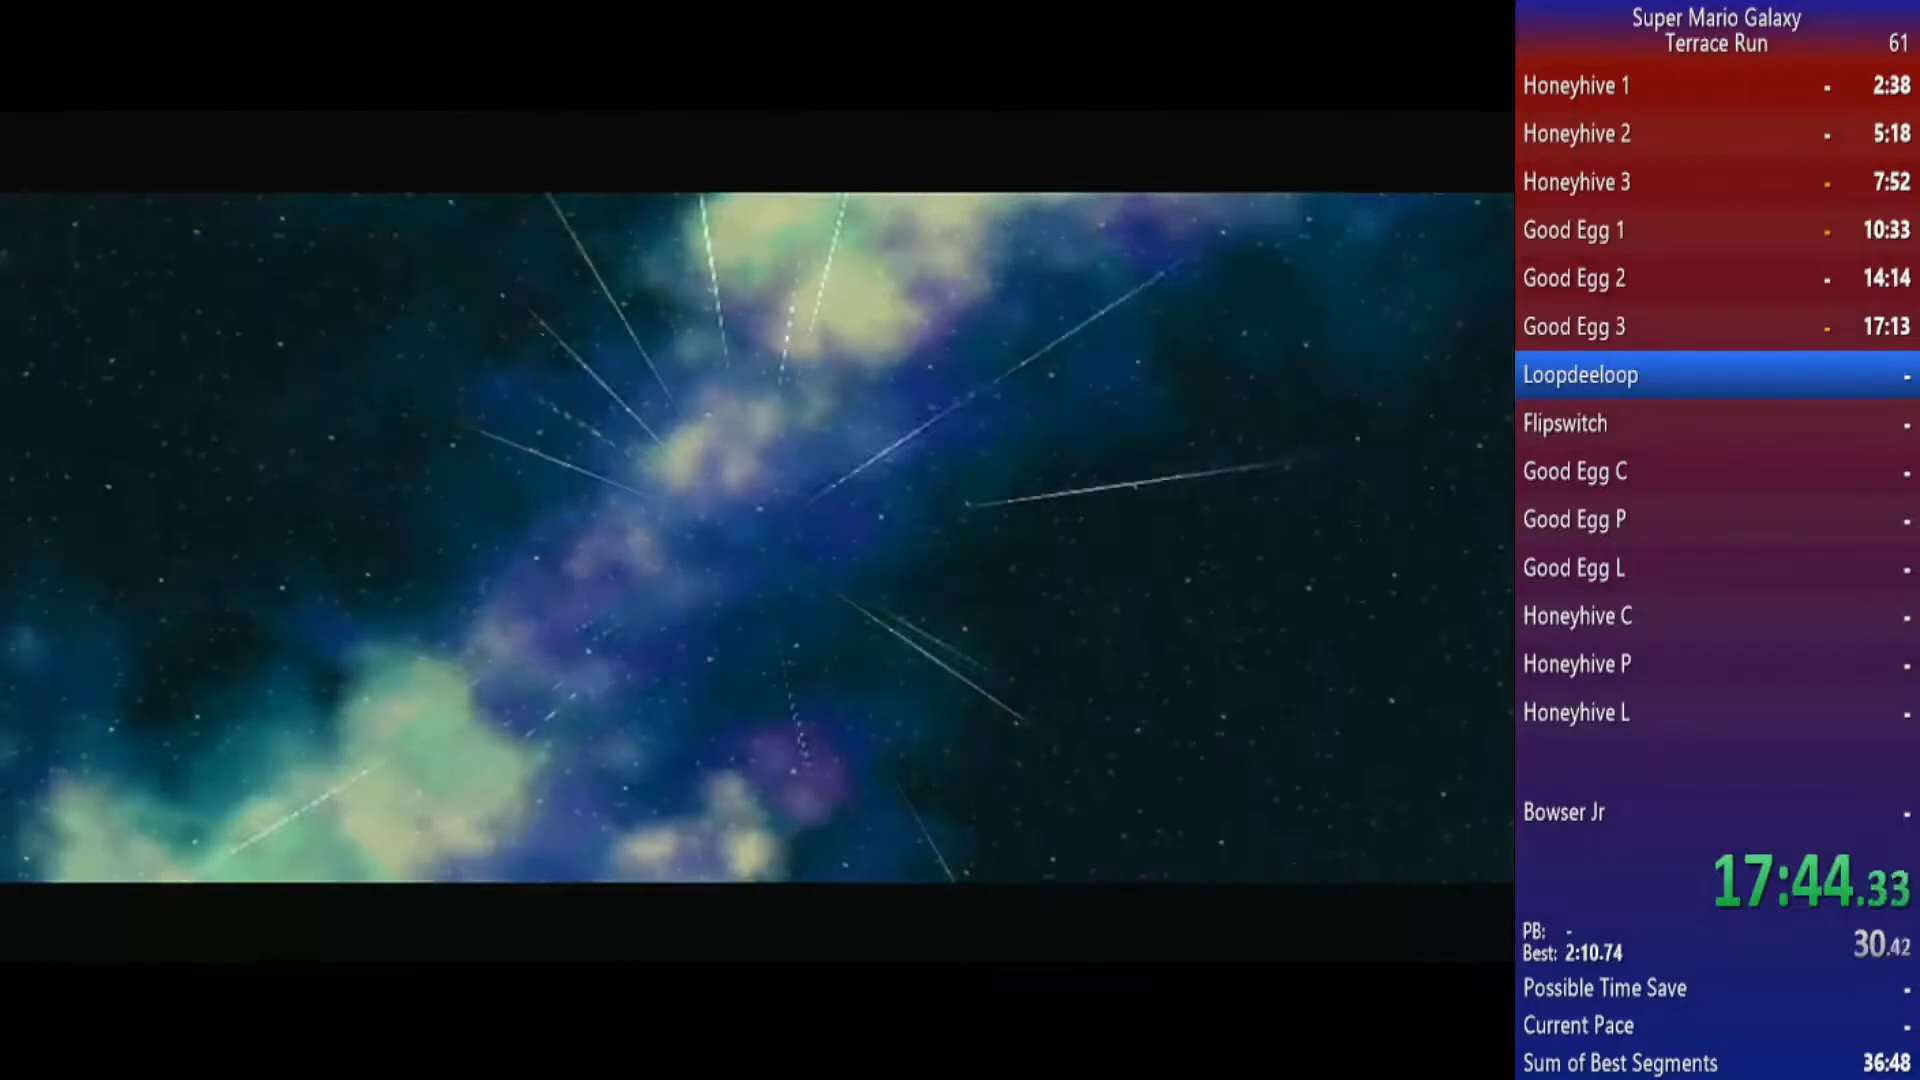 Super Mario Galaxy
Terrace Run 61
Honeyhive 1 - 2:38
Honeyhive 2 - 5:18
Honeyhive 3 - 7:52
Good Egg 1 - 10:33
Good Egg 2 - 14:14
Good Egg 3 - 17:13
Loopdeeloop -
Flipswitch -
Good Egg C -
Good Egg P -
Good Egg L -
Honeyhive C -
Honeyhive P -
Honeyhive L -
Bowser Jr -
17:44.33
PB: - 30.42
Best: 2:10.74
Possible Time Save -
Current Pace -
Sum of Best Segments 36:48